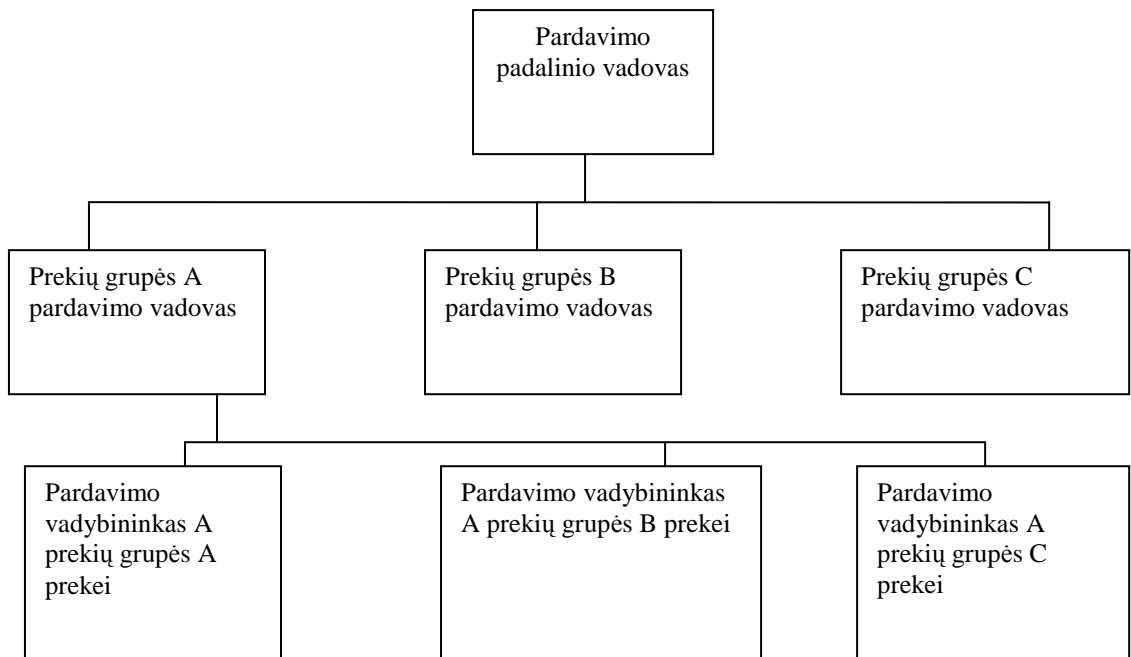 Pardavimo
padalinio vadovas
Prekių grupės A
pardavimo vadovas
Prekių grupės B
pardavimo vadovas
Prekių grupės C
pardavimo vadovas
Pardavimo
vadybininkas A
prekių grupės A
prekei
Pardavimo vadybininkas
A prekių grupės B prekei
Pardavimo
vadybininkas A
prekių grupės C
prekei